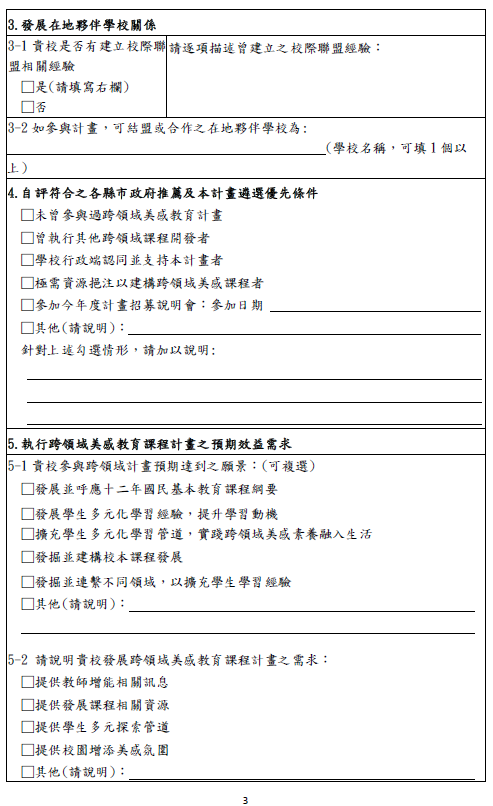 3.發展在地夥伴學校關係
3-1 貴校是否有建立校際聯
盟相關經驗
□是(請填寫右欄)
□否
請逐項描述曾建立之校際聯盟經驗：
3-2 如參與計畫，可結盟或合作之在地夥伴學校為:
(學校名稱，可填 1 個以
上)
4.自評符合之各縣市政府推薦及本計畫遴選優先條件
□未曾參與過跨領域美感教育計畫
□曾執行其他跨領域課程開發者
□學校行政端認同並支持本計畫者
□極需資源挹注以建構跨領域美感課程者
□參加今年度計畫招募說明會：參加日期
□其他(請說明)：
針對上述勾選情形，請加以說明:
5.執行跨領域美感教育課程計畫之預期效益需求
5-1 貴校參與跨領域計畫預期達到之願景：(可複選)
□發展並呼應十二年國民基本教育課程綱要
□發展學生多元化學習經驗，提升學習動機
□擴充學生多元化學習管道，實踐跨領域美感素養融入生活
□發掘並建構校本課程發展
□發掘並連繫不同領域，以擴充學生學習經驗
□其他(請說明)：
5-2 請說明貴校發展跨領域美感教育課程計畫之需求：
□提供教師增能相關訊息
□提供發展課程相關資源
□提供學生多元探索管道
□提供校園增添美感氛圍
□其他(請說明)：
3